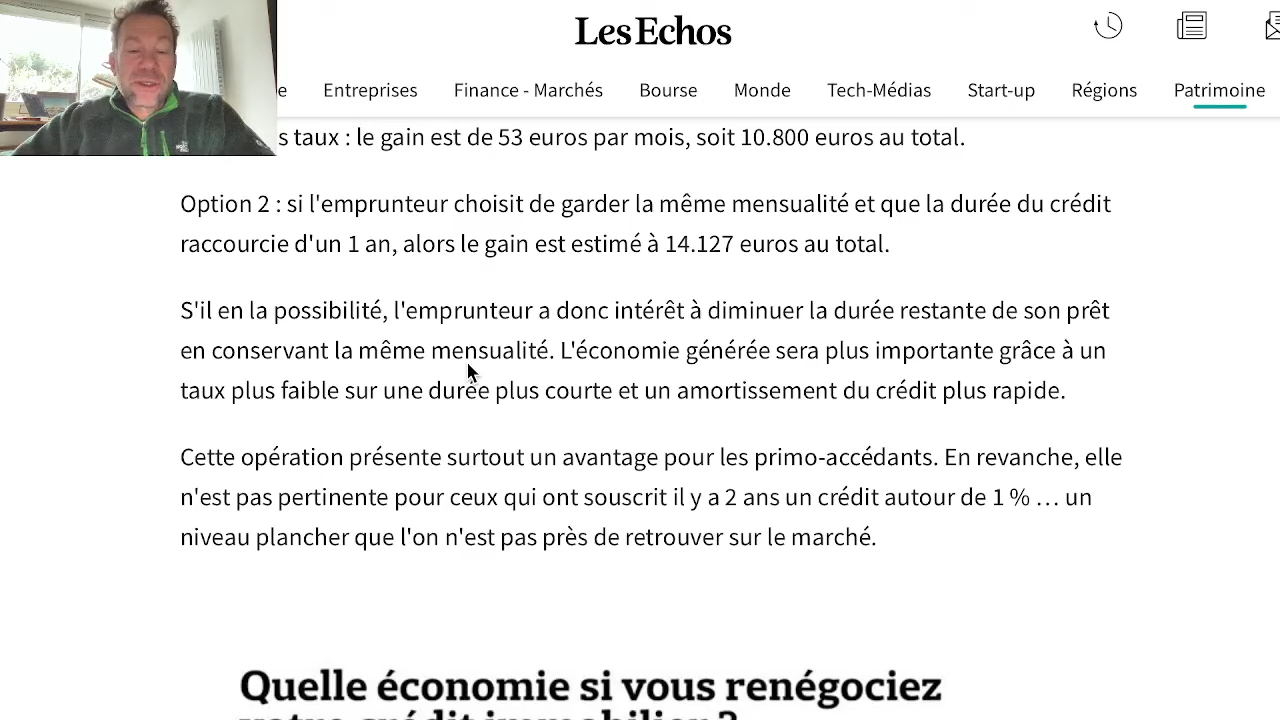 Les Echos
e Entreprises Finance - Marchés Bourse Monde Tech-Médias Start-up Régions Patrimoine
s taux : le gain est de 53 euros par mois, soit 10.800 euros au total.
Option 2 : si l'emprunteur choisit de garder la même mensualité et que la durée du crédit
raccourcie d'un 1 an, alors le gain est estimé à 14.127 euros au total.
S'il en la possibilité, l'emprunteur a donc intérêt à diminuer la durée restante de son prêt
en conservant la même mensualité. L'économie générée sera plus importante grâce à un
taux plus faible sur une durée plus courte et un amortissement du crédit plus rapide.
Cette opération présente surtout un avantage pour les primo-accédants. En revanche, elle
n'est pas pertinente pour ceux qui ont souscrit il y a 2 ans un crédit autour de 1 % … un
niveau plancher que l'on n'est pas près de retrouver sur le marché.
Quelle économie si vous renégociez
votre crédit immobilier ?